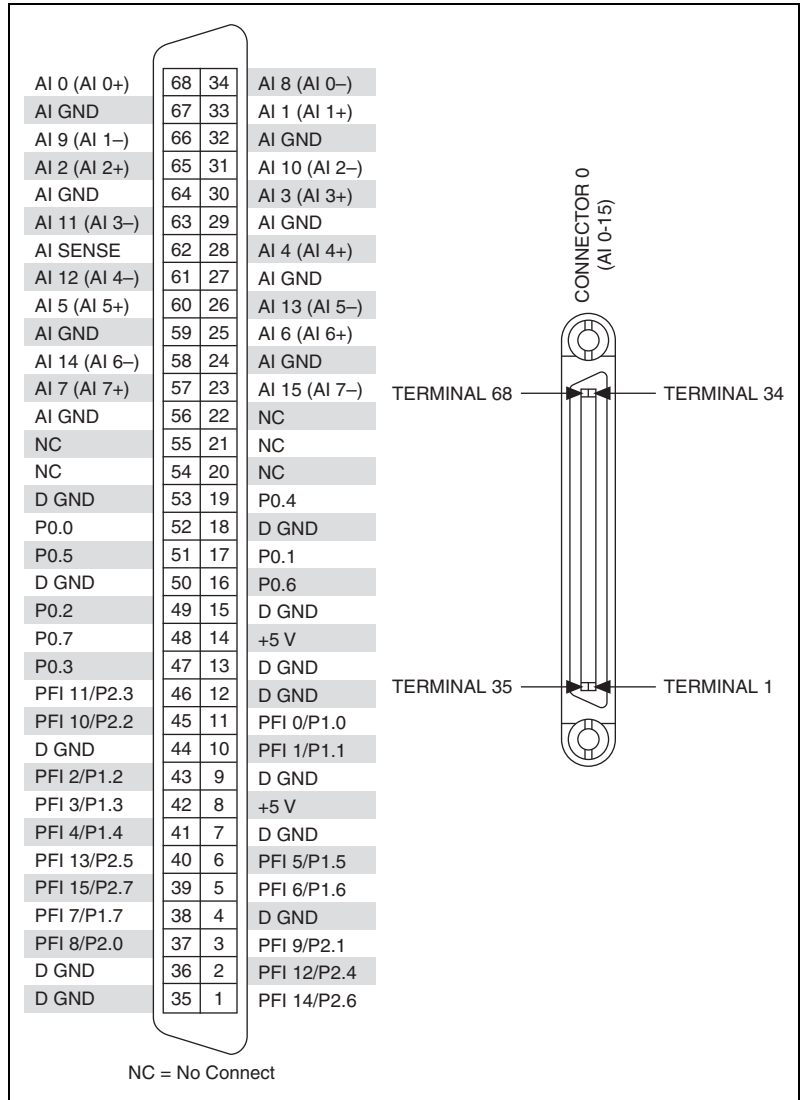 AI 0 (AI 0+) 68 34 AI 8 (AI 0–)
AI GND 67 33 AI 1 (AI 1+)
AI 9 (AI 1–) 66 32 AI GND
AI 2 (AI 2+) 65 31 AI 10 (AI 2–)
AI GND 64 30 AI 3 (AI 3+)
AI 11 (AI 3–) 63 29 AI GND
AI SENSE 62 28 AI 4 (AI 4+)
AI 12 (AI 4–) 61 27 AI GND
AI 5 (AI 5+) 60 26 AI 13 (AI 5–)
AI GND 59 25 AI 6 (AI 6+)
AI 14 (AI 6–) 58 24 AI GND
AI 7 (AI 7+) 57 23 AI 15 (AI 7–)
AI GND 56 22 NC
NC 55 21 NC
NC 54 20 NC
D GND 53 19 P0.4
P0.0 52 18 D GND
P0.5 51 17 P0.1
D GND 50 16 P0.6
P0.2 49 15 D GND
P0.7 48 14 +5 V
P0.3 47 13 D GND
PFI 11/P2.3 46 12 D GND
PFI 10/P2.2 45 11 PFI 0/P1.0
D GND 44 10 PFI 1/P1.1
PFI 2/P1.2 43 9 D GND
PFI 3/P1.3 42 8 +5 V
PFI 4/P1.4 41 7 D GND
PFI 13/P2.5 40 6 PFI 5/P1.5
PFI 15/P2.7 39 5 PFI 6/P1.6
PFI 7/P1.7 38 4 D GND
PFI 8/P2.0 37 3 PFI 9/P2.1
D GND 36 2 PFI 12/P2.4
D GND 35 1 PFI 14/P2.6
NC = No Connect
CONNECTOR 0
(AI 0-15)
TERMINAL 68
TERMINAL 34
TERMINAL 35
TERMINAL 1